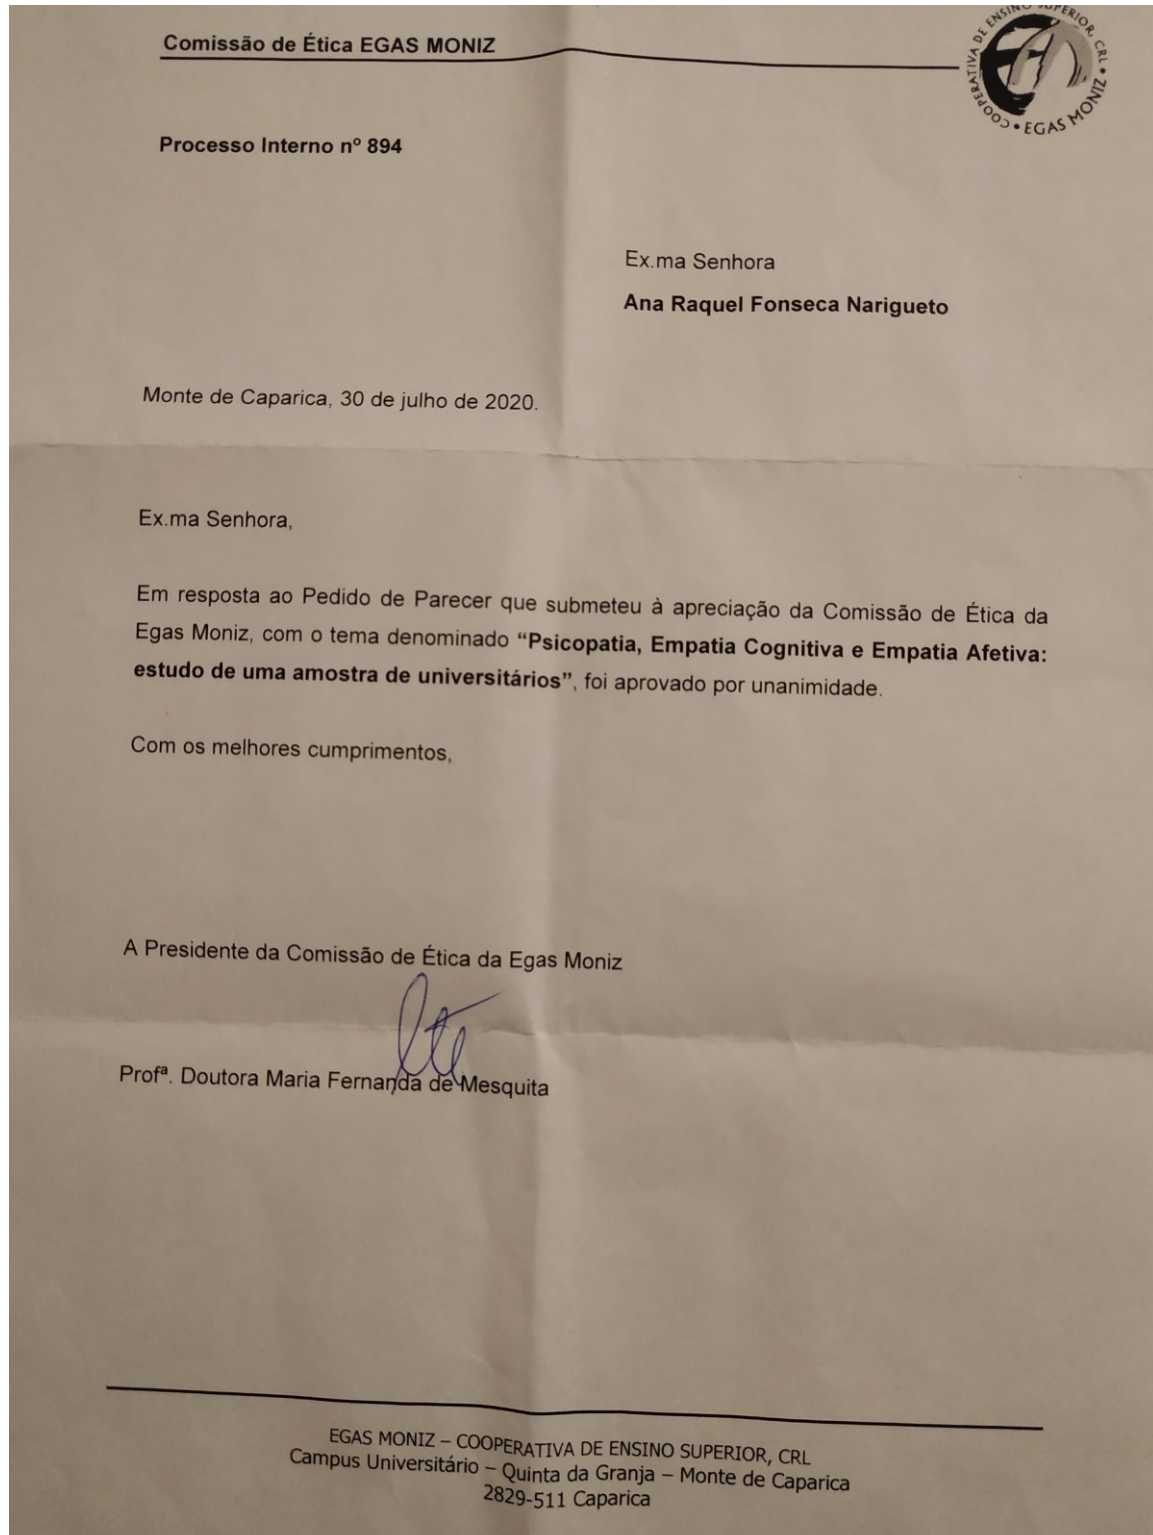 Comissão de Ética EGAS MONIZ
COOPERATIVA DE ENSINO SUPERIOR, CRL • EGAS MONIZ •
Processo Interno nº 894
Ex.ma Senhora
Ana Raquel Fonseca Narigueto
Monte de Caparica, 30 de julho de 2020.
Ex.ma Senhora,
Em resposta ao Pedido de Parecer que submeteu à apreciação da Comissão de Ética da
Egas Moniz, com o tema denominado “Psicopatia, Empatia Cognitiva e Empatia Afetiva:
estudo de uma amostra de universitários”, foi aprovado por unanimidade.
Com os melhores cumprimentos,
A Presidente da Comissão de Ética da Egas Moniz
Profª. Doutora Maria Fernanda de Mesquita
EGAS MONIZ – COOPERATIVA DE ENSINO SUPERIOR, CRL
Campus Universitário – Quinta da Granja – Monte de Caparica
2829-511 Caparica